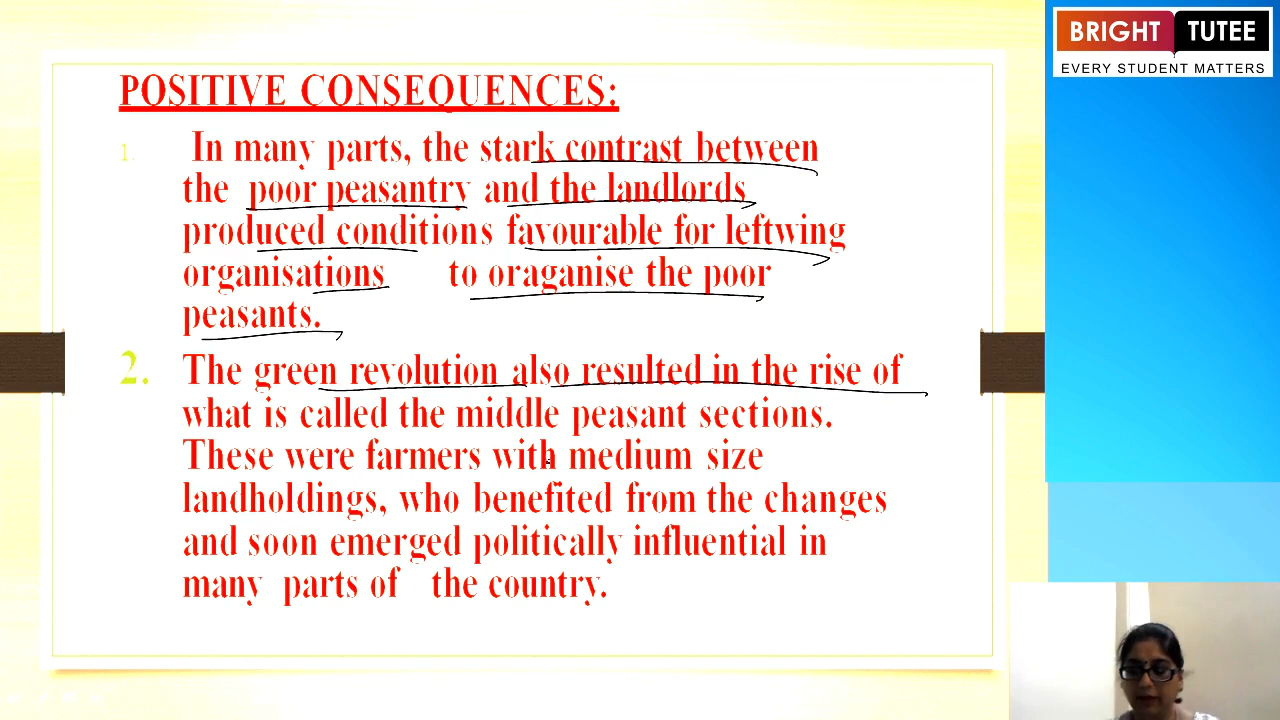 POSITIVE CONSEQUENCES:
1. In many parts, the stark contrast between
the poor peasantry and the landlords
produced conditions favourable for leftwing
organisations to oraganise the poor
peasants.
2. The green revolution also resulted in the rise of
what is called the middle peasant sections.
These were farmers with medium size
landholdings, who benefited from the changes
and soon emerged politically influential in
many parts of the country.
BRIGHT TUTEE
EVERY STUDENT MATTERS